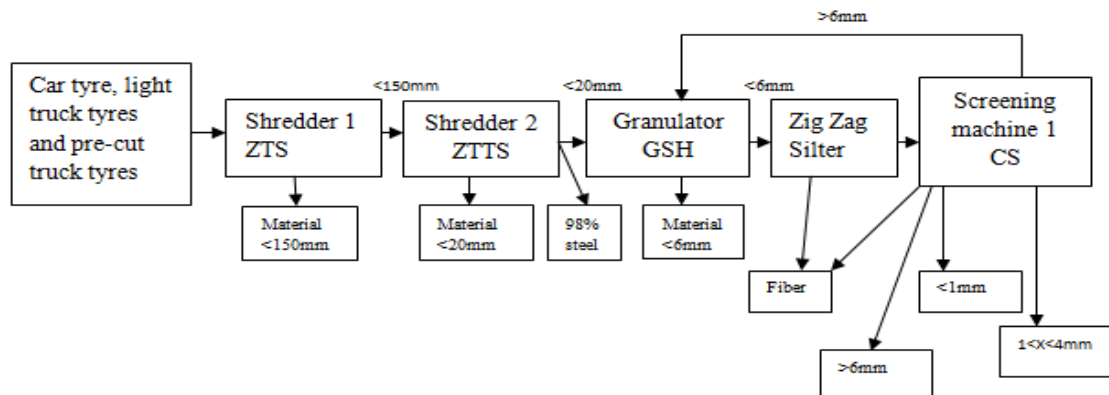 >6mm
Car tyre, light
truck tyres
and pre-cut
truck tyres
<150mm
<20mm
<6mm
Shredder 1
ZTS
Shredder 2
ZTTS
Granulator
GSH
Zig Zag
Silter
Screening
machine 1
CS
Material
<150mm
Material
<20mm
98%
steel
Material
<6mm
Fiber
<1mm
1<X<4mm
>6mm